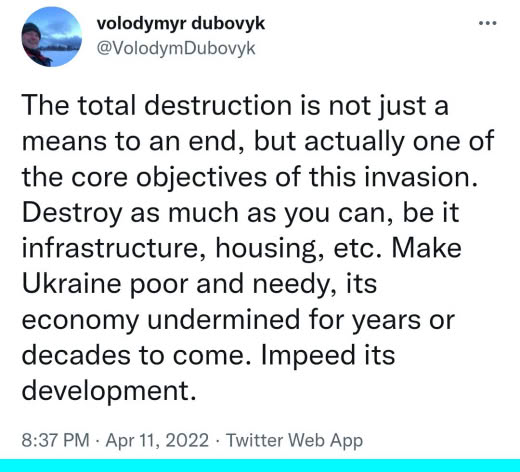 volodymyr dubovyk
@VolodymDubovyk
The total destruction is not just a
means to an end, but actually one of
the core objectives of this invasion.
Destroy as much as you can, be it
infrastructure, housing, etc. Make
Ukraine poor and needy, its
economy undermined for years or
decades to come. Impeed its
development.
8:37 PM · Apr 11, 2022 · Twitter Web App